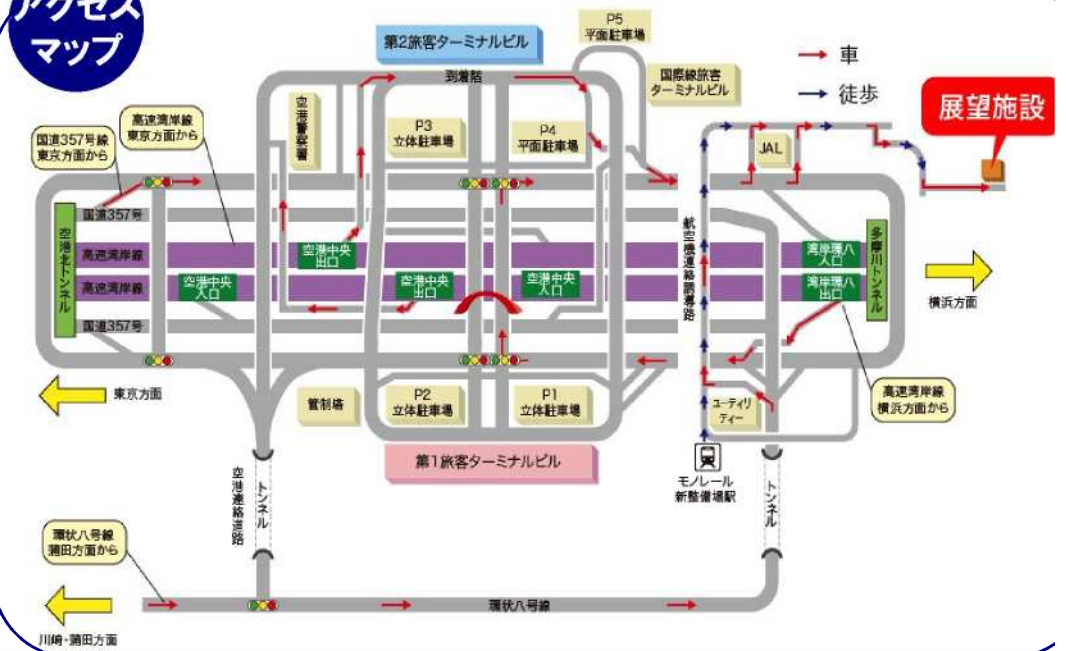 アクセス
マップ
第2旅客ターミナルビル
P5
平面駐車場
到着階
国際線旅客
ターミナルビル
車
徒歩
展望施設
高速湾岸線
東京方面から
国道357号線
東京方面から
空港警察署
P3
立体駐車場
P4
平面駐車場
JAL
国道357号
高速湾岸線
高速湾岸線
国道357号
空港北トンネル
空港中央
出口
空港中央
入口
空港中央
出口
空港中央
入口
航空機連絡誘導路
湾岸環八
入口
湾岸環八
出口
多摩川トンネル
横浜方面
東京方面
管制塔
P2
立体駐車場
P1
立体駐車場
ユーティリ
ティー
高速湾岸線
横浜方面から
第1旅客ターミナルビル
モノレール
新整備場駅
空港連絡道路
トンネル
トンネル
環状八号線
蒲田方面から
環状八号線
川崎・蒲田方面